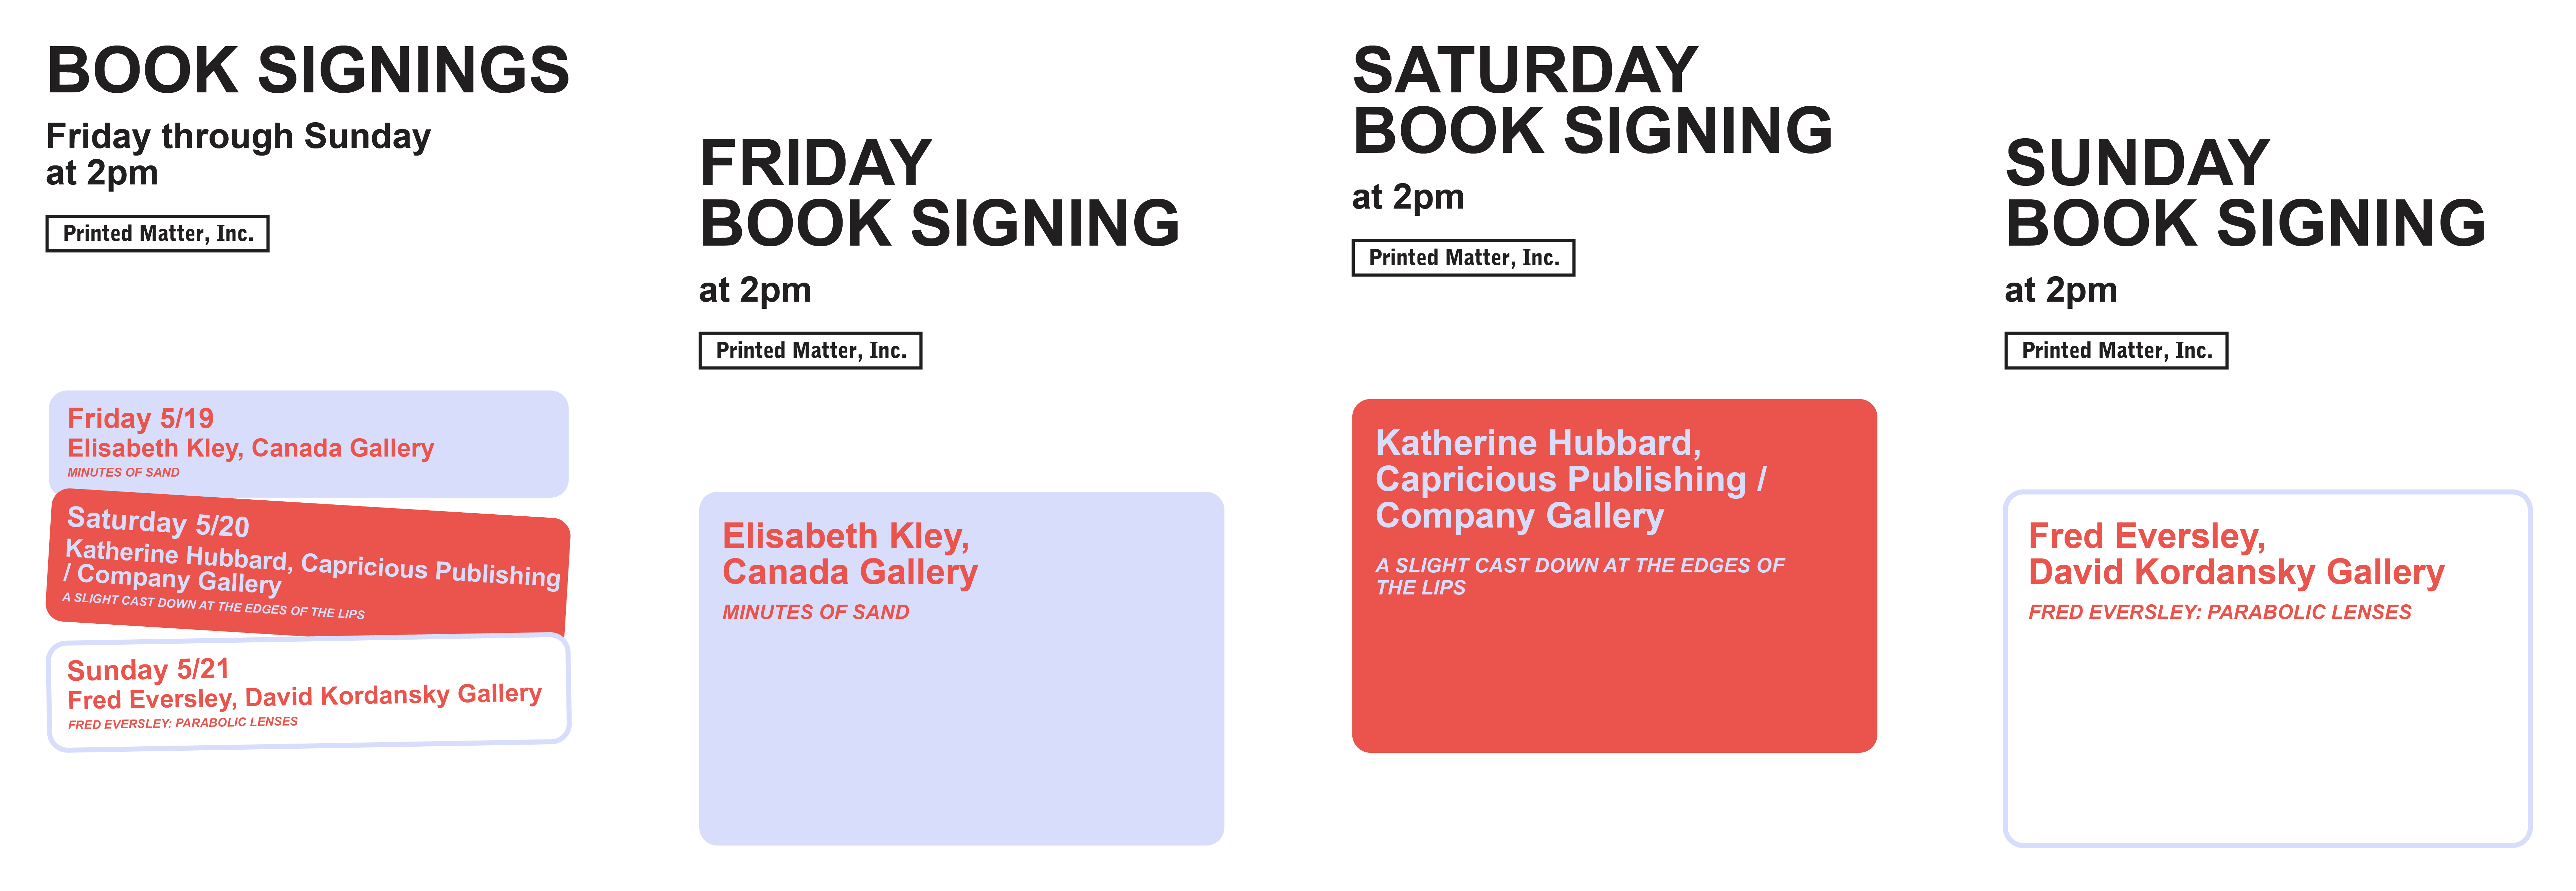 BOOK SIGNINGS
Friday through Sunday
at 2pm
Printed Matter, Inc.
Friday 5/19
Elisabeth Kley, Canada Gallery
MINUTES OF SAND
Saturday 5/20
Katherine Hubbard, Capricious Publishing
/ Company Gallery
A SLIGHT CAST DOWN AT THE EDGES OF THE LIPS
Sunday 5/21
Fred Eversley, David Kordansky Gallery
FRED EVERSLEY: PARABOLIC LENSES
FRIDAY
BOOK SIGNING
at 2pm
Printed Matter, Inc.
Elisabeth Kley,
Canada Gallery
MINUTES OF SAND
SATURDAY
BOOK SIGNING
at 2pm
Printed Matter, Inc.
Katherine Hubbard,
Capricious Publishing /
Company Gallery
A SLIGHT CAST DOWN AT THE EDGES OF
THE LIPS
SUNDAY
BOOK SIGNING
at 2pm
Printed Matter, Inc.
Fred Eversley,
David Kordansky Gallery
FRED EVERSLEY: PARABOLIC LENSES